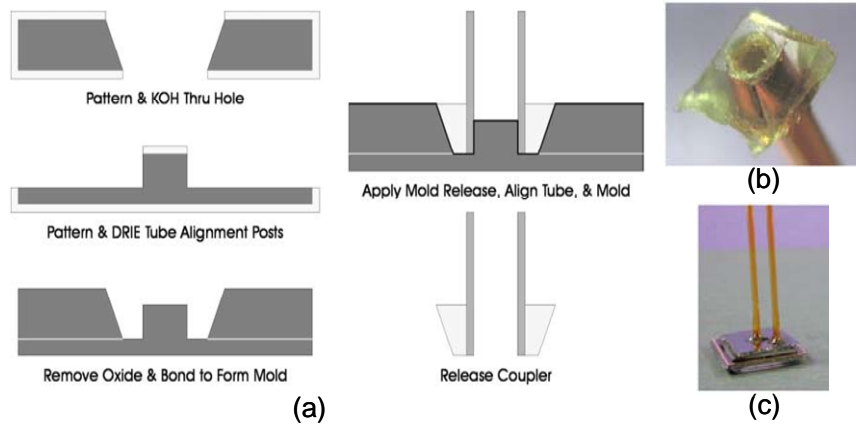 Pattern & KOH Thru Hole
Pattern & DRIE Tube Alignment Posts
Remove Oxide & Bond to Form Mold
Apply Mold Release, Align Tube, & Mold
Release Coupler
(a)
(b)
(c)